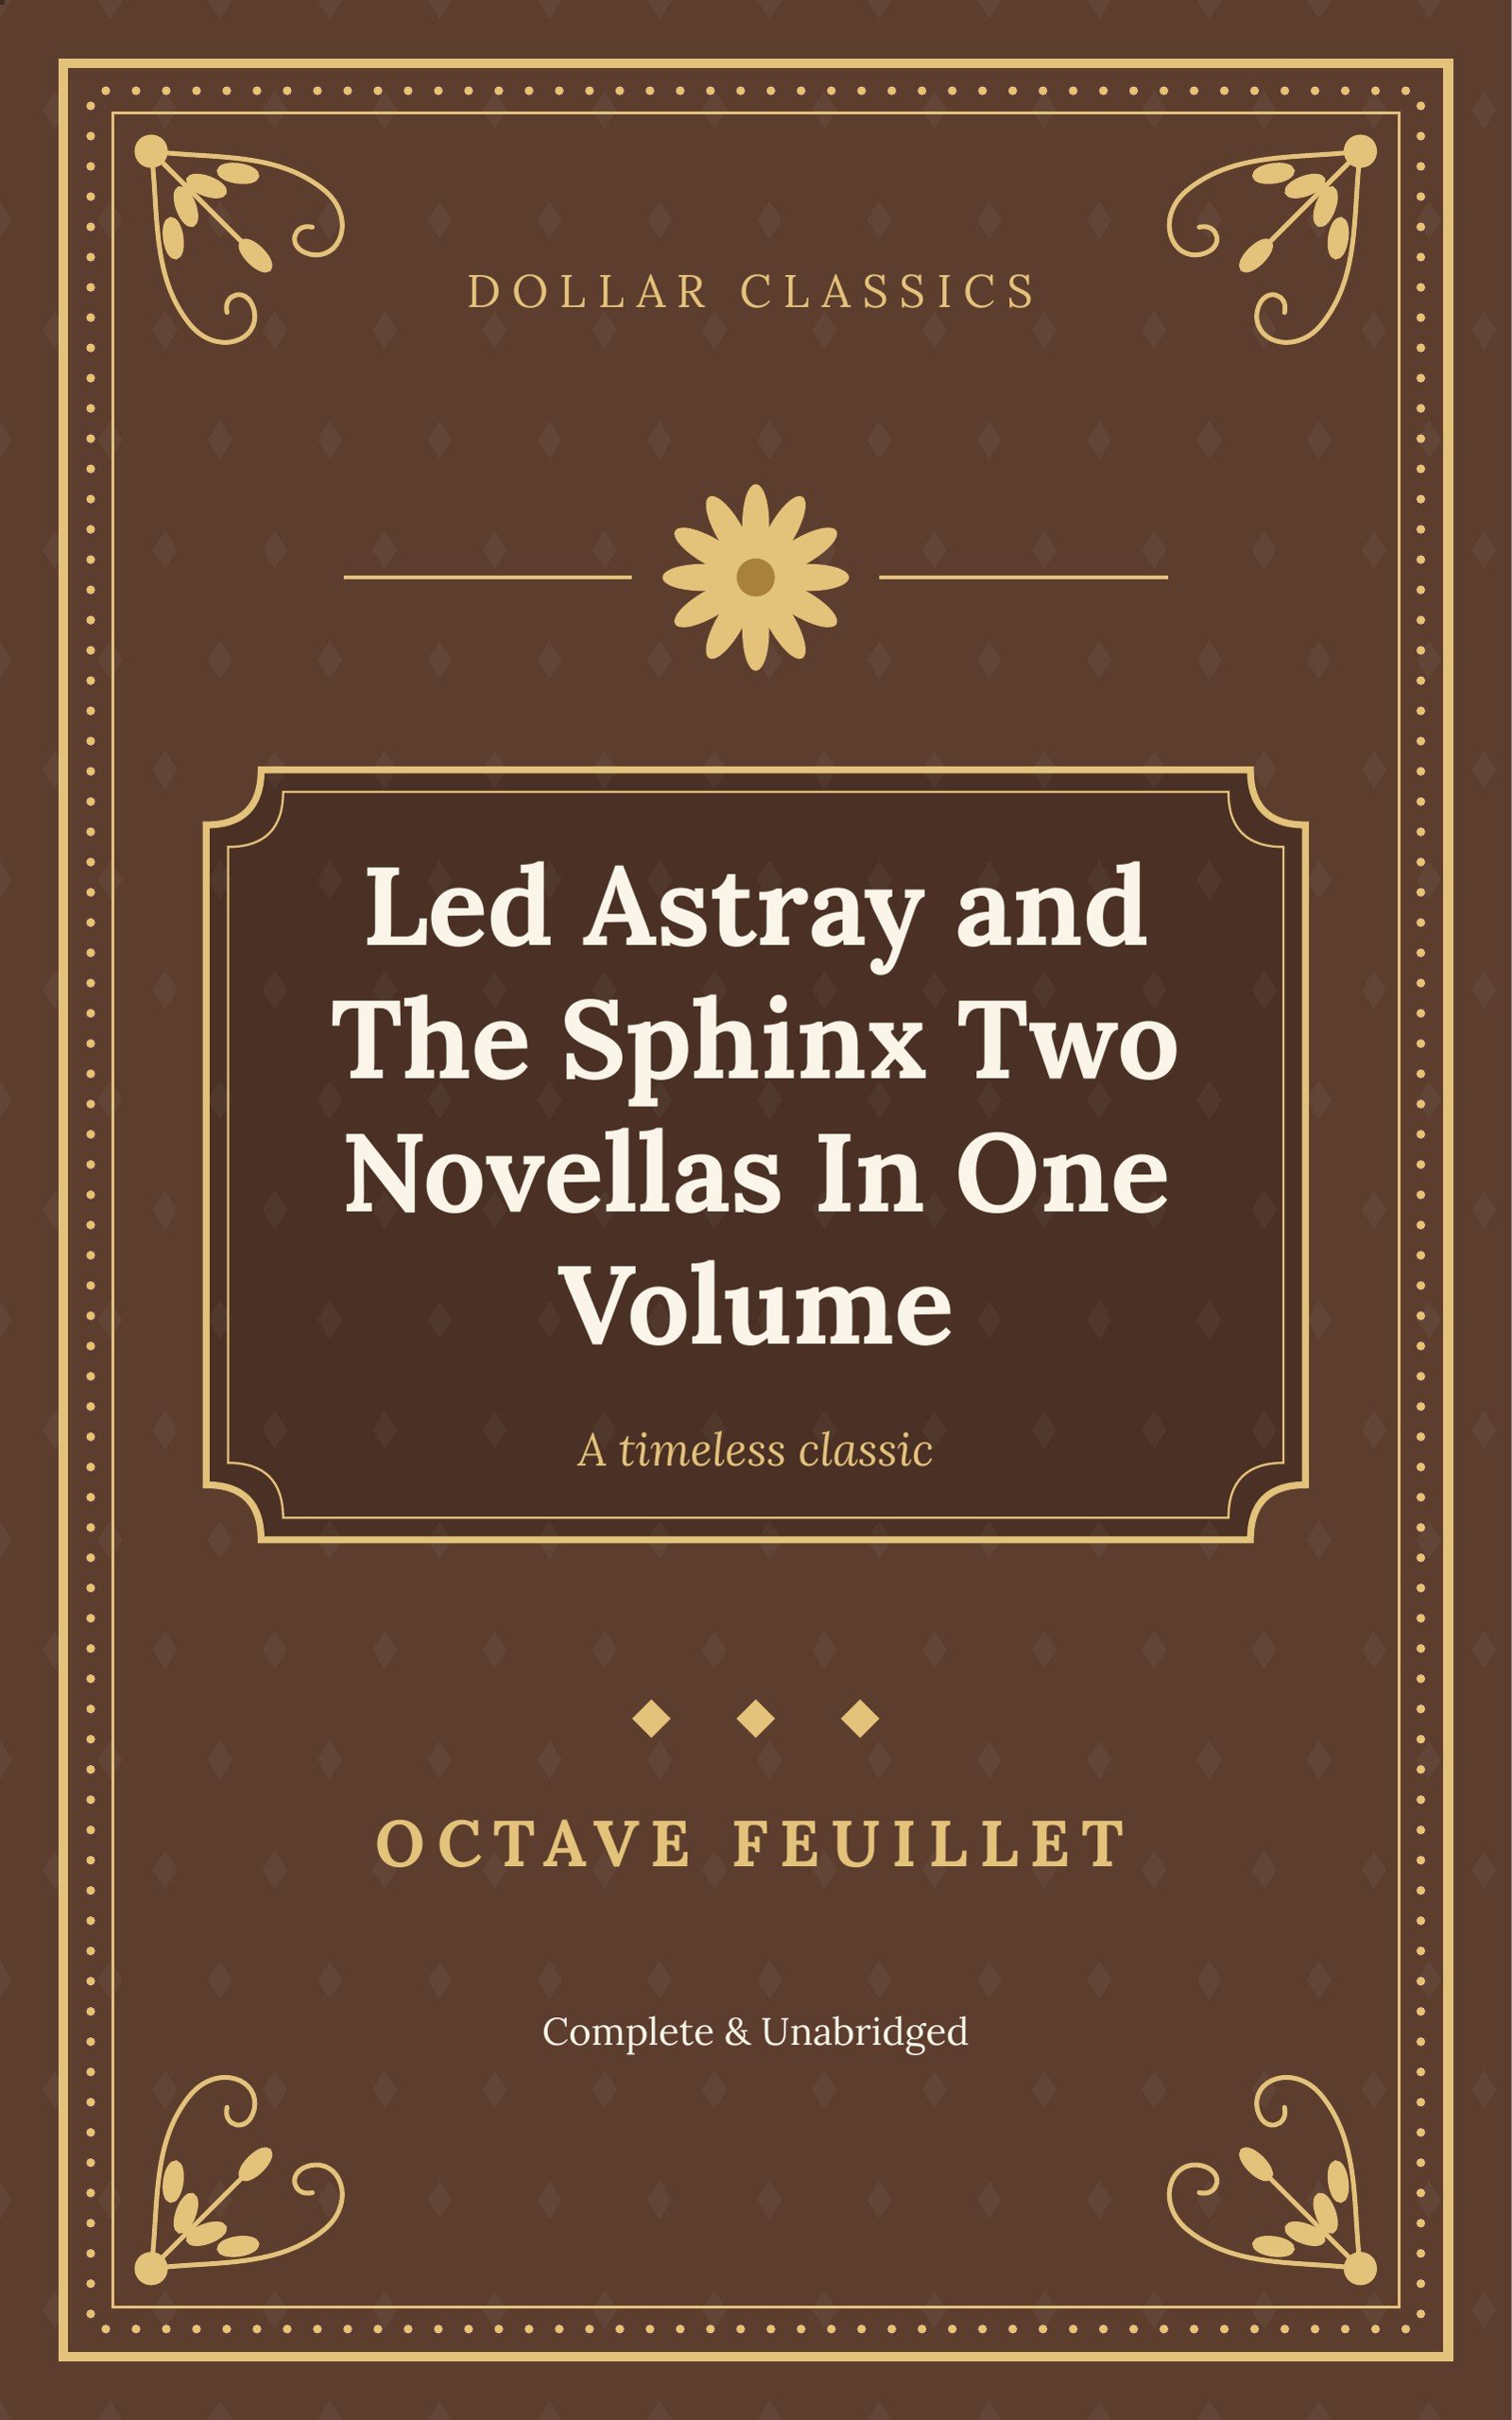 DOLLAR CLASSICS
Led Astray and
The Sphinx Two
Novellas In One
Volume
A timeless classic
OCTAVE FEUILLET
Complete & Unabridged